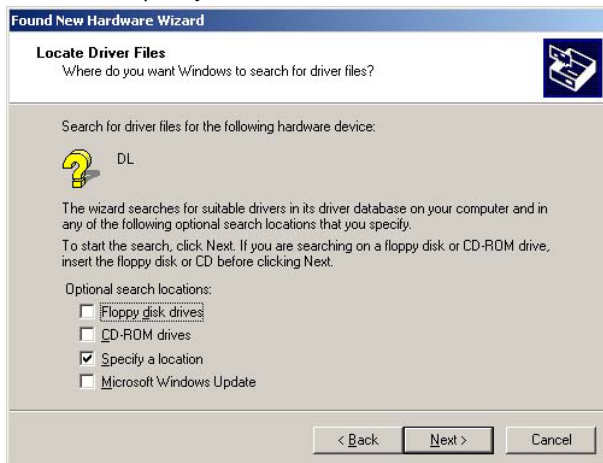 Found New Hardware Wizard
Locate Driver Files
Where do you want Windows to search for driver files?
Search for driver files for the following hardware device:
DL
The wizard searches for suitable drivers in its driver database on your computer and in
any of the following optional search locations that you specify.
To start the search, click Next. If you are searching on a floppy disk or CD-ROM drive,
insert the floppy disk or CD before clicking Next.
Optional search locations:
Floppy disk drives
CD-ROM drives
Specify a location
Microsoft Windows Update
< Back Next > Cancel